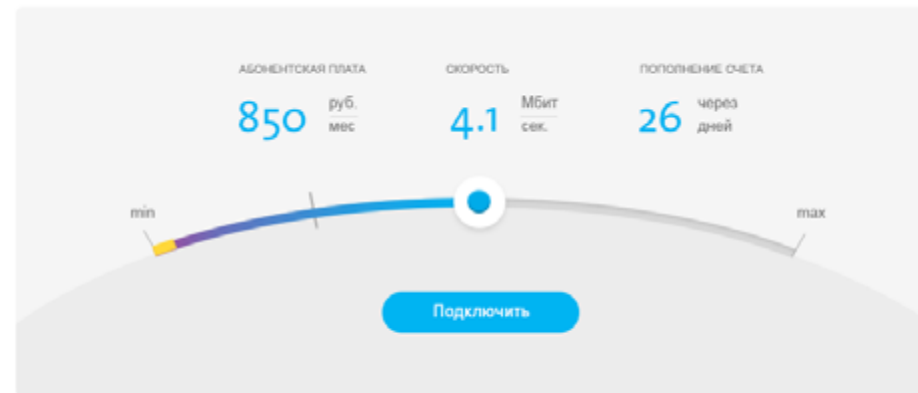 АБОНЕНТСКАЯ ПЛАТА СКОРОСТЬ ПОПОЛНЕНИЕ СЧЕТА
850 руб. мес 4.1 Мбит сек. 26 через дней
min max
Подключить